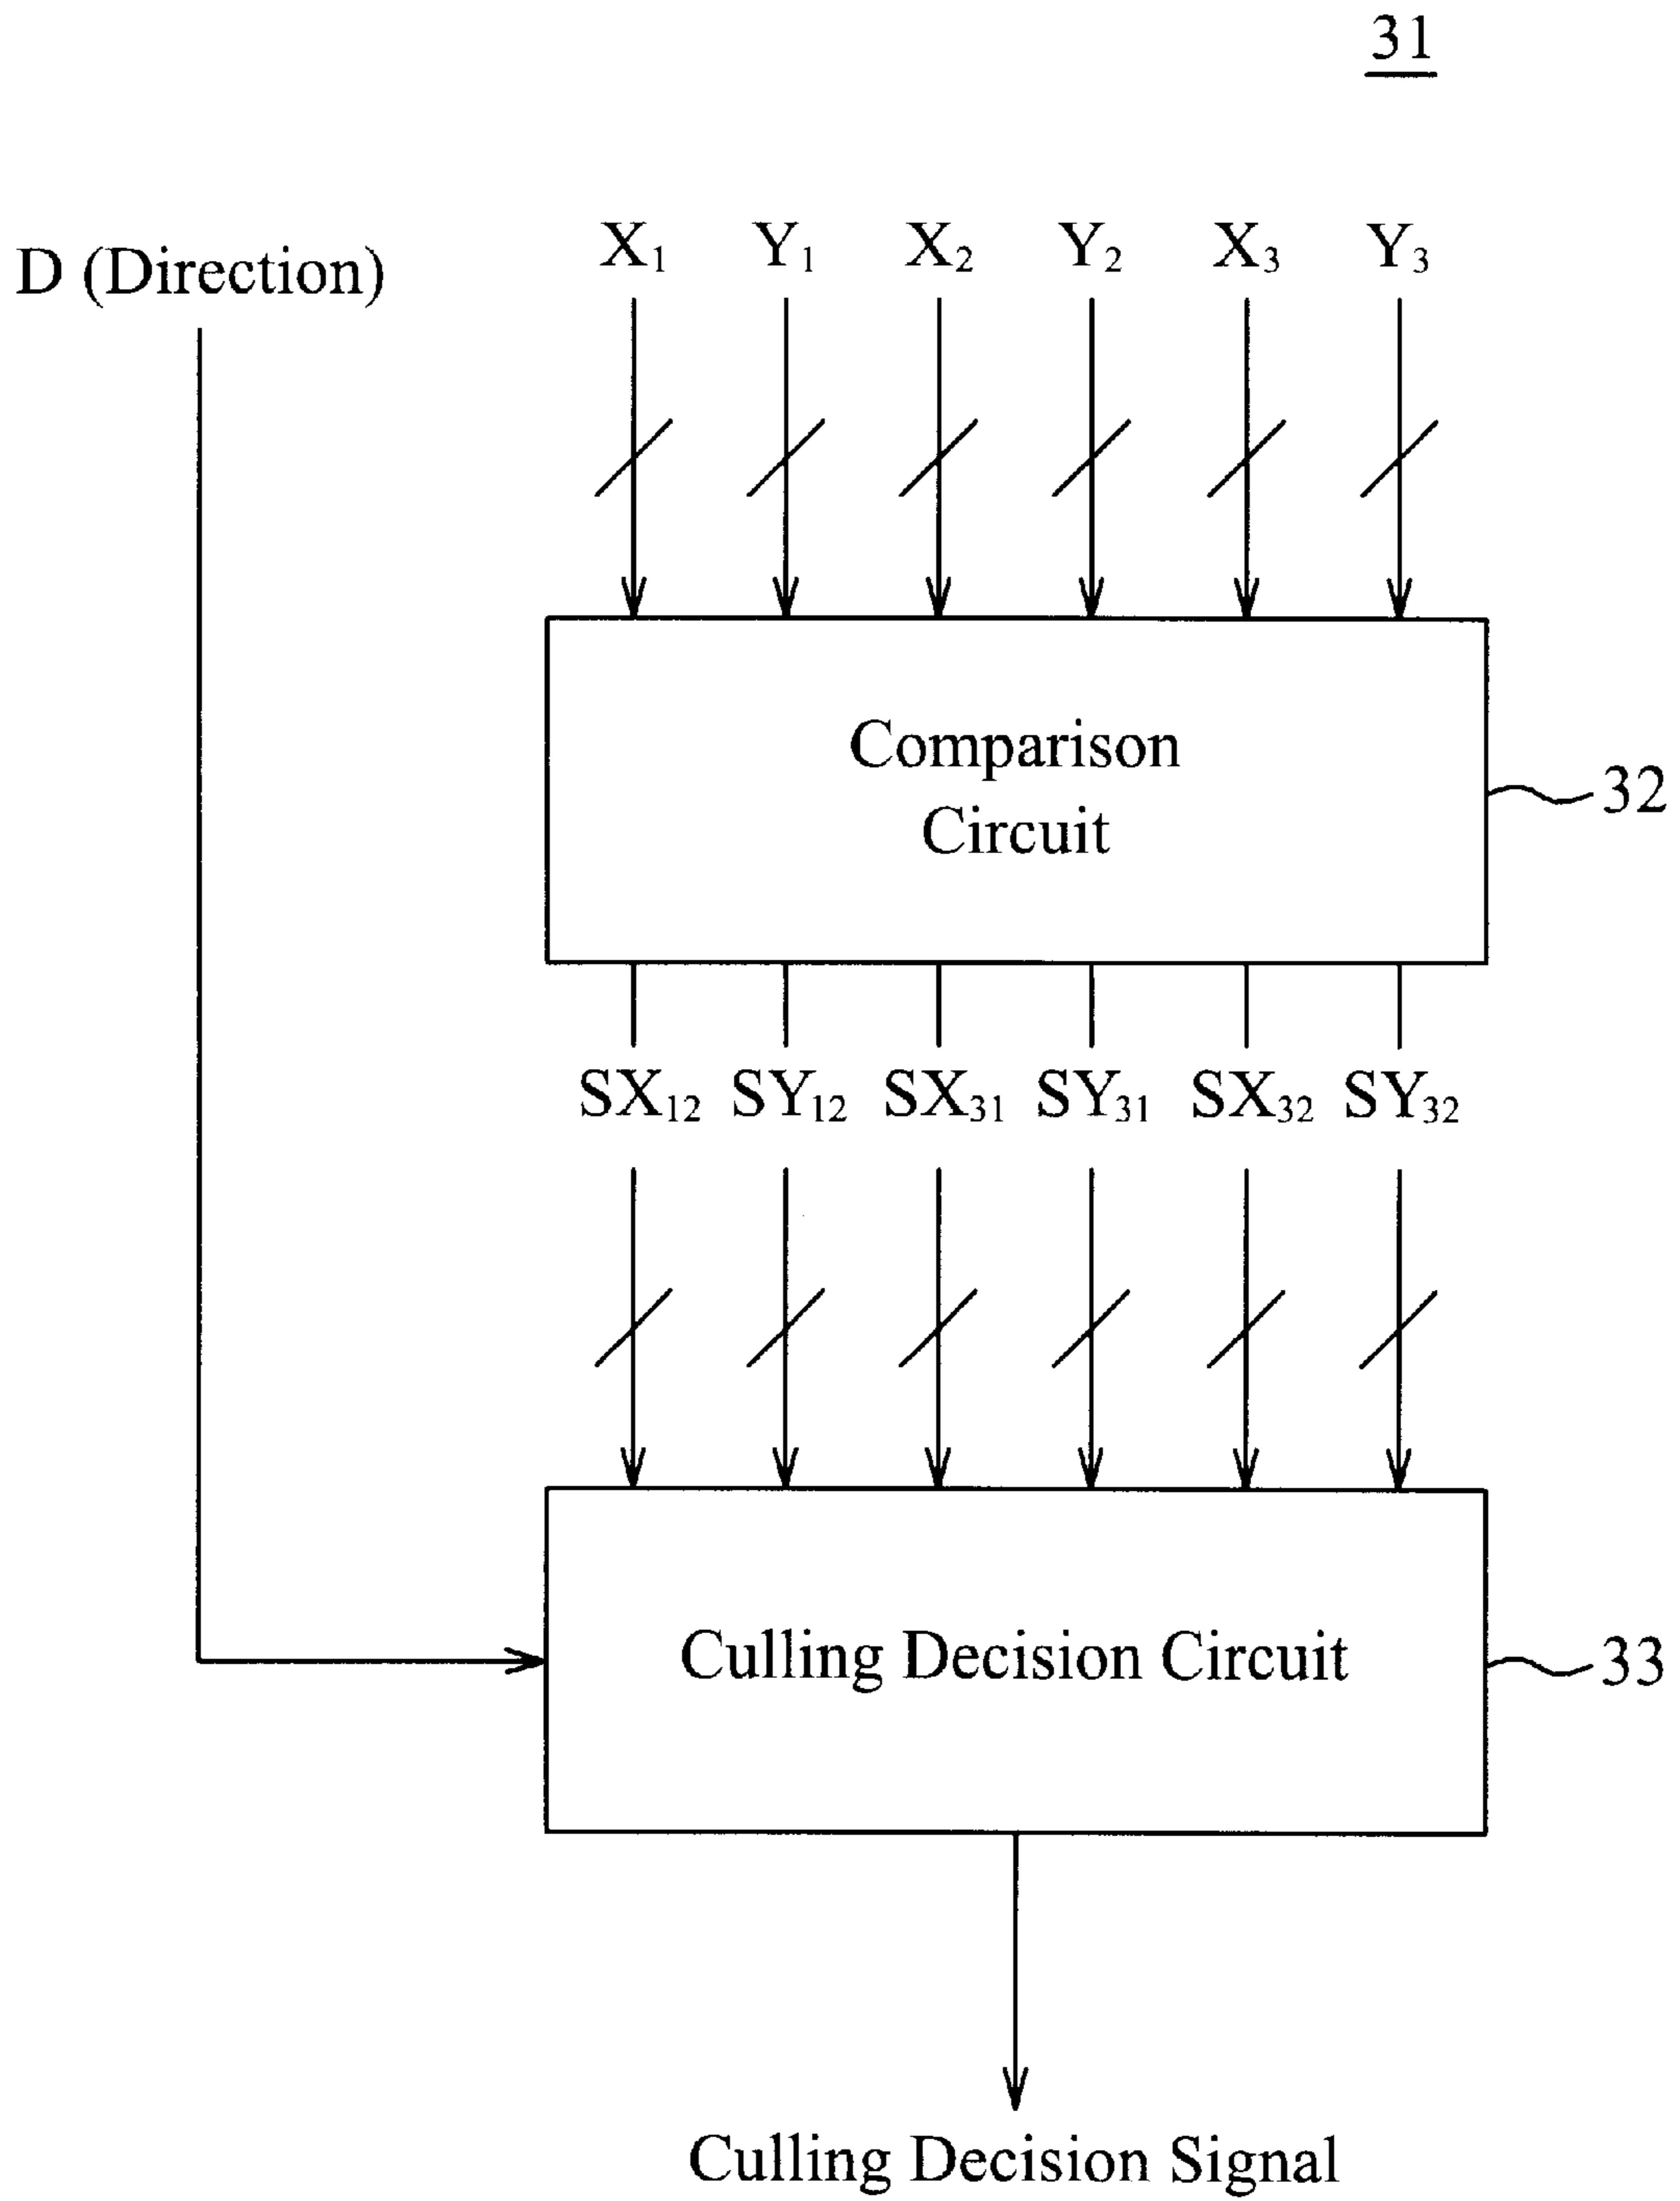 31
D (Direction)
X₁ Y₁ X₂ Y₂ X₃ Y₃
Comparison
Circuit
32
SX₁₂ SY₁₂ SX₃₁ SY₃₁ SX₃₂ SY₃₂
Culling Decision Circuit
33
Culling Decision Signal